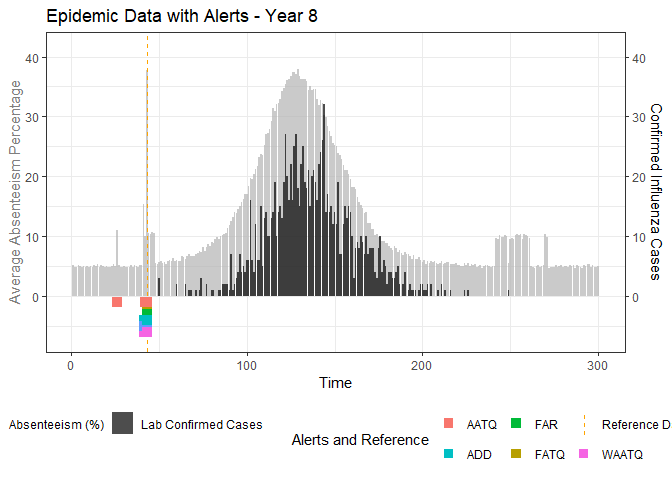 Epidemic Data with Alerts - Year 8
Average Absenteeism Percentage
40
30
20
10
0
40
30
20
10
0
Confirmed Influenza Cases
0
100
200
300
Time
Absenteeism (%)
Lab Confirmed Cases
Alerts and Reference
AATQ
FAR
Reference D
ADD
FATQ
WAATQ